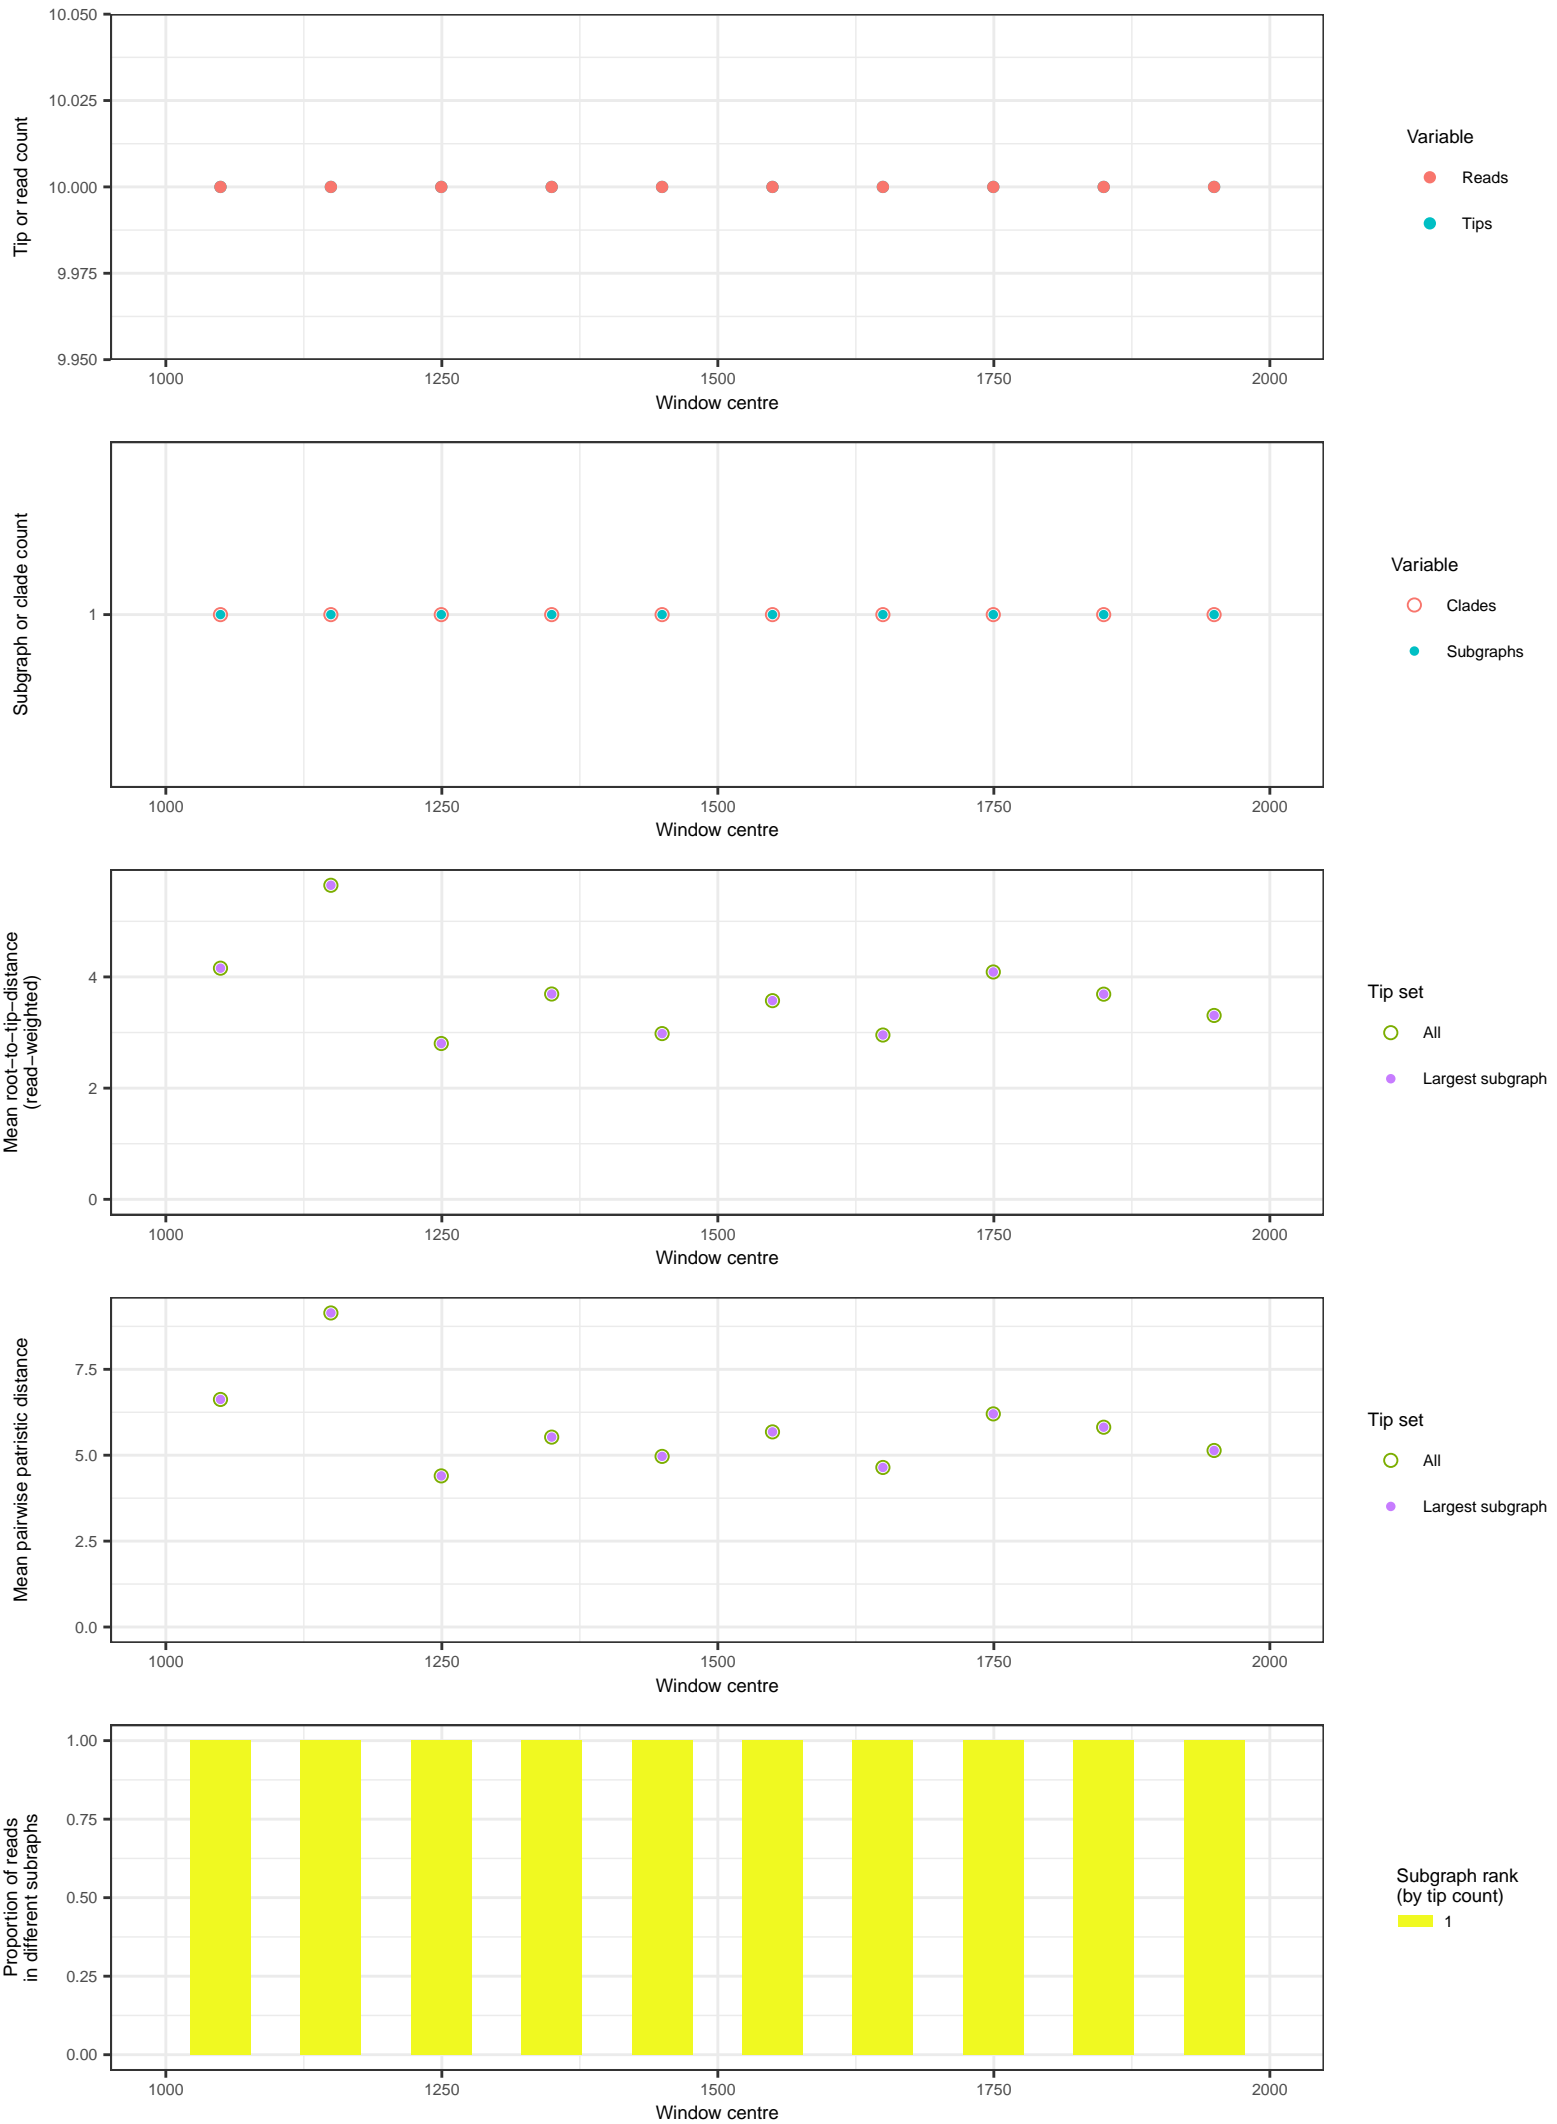 10.050
10.025
10.000
9.975
9.950
Tip or read count
1000
1250
1500
1750
2000
Window centre
Variable
Reads
Tips
1
Subgraph or clade count
1000
1250
1500
1750
2000
Window centre
Variable
Clades
Subgraphs
4
2
0
Mean root−to−tip−distance
(read−weighted)
1000
1250
1500
1750
2000
Window centre
Tip set
All
Largest subgraph
7.5
5.0
2.5
0.0
Mean pairwise patristic distance
1000
1250
1500
1750
2000
Window centre
Tip set
All
Largest subgraph
1.00
0.75
0.50
0.25
0.00
Proportion of reads
in different subraphs
1000
1250
1500
1750
2000
Window centre
Subgraph rank
(by tip count)
1